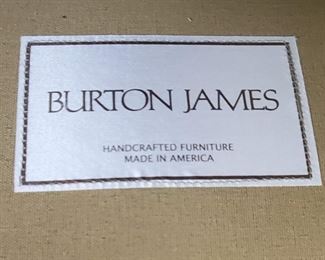 BURTON JAMES
HANDCRAFTED FURNITURE
MADE IN AMERICA